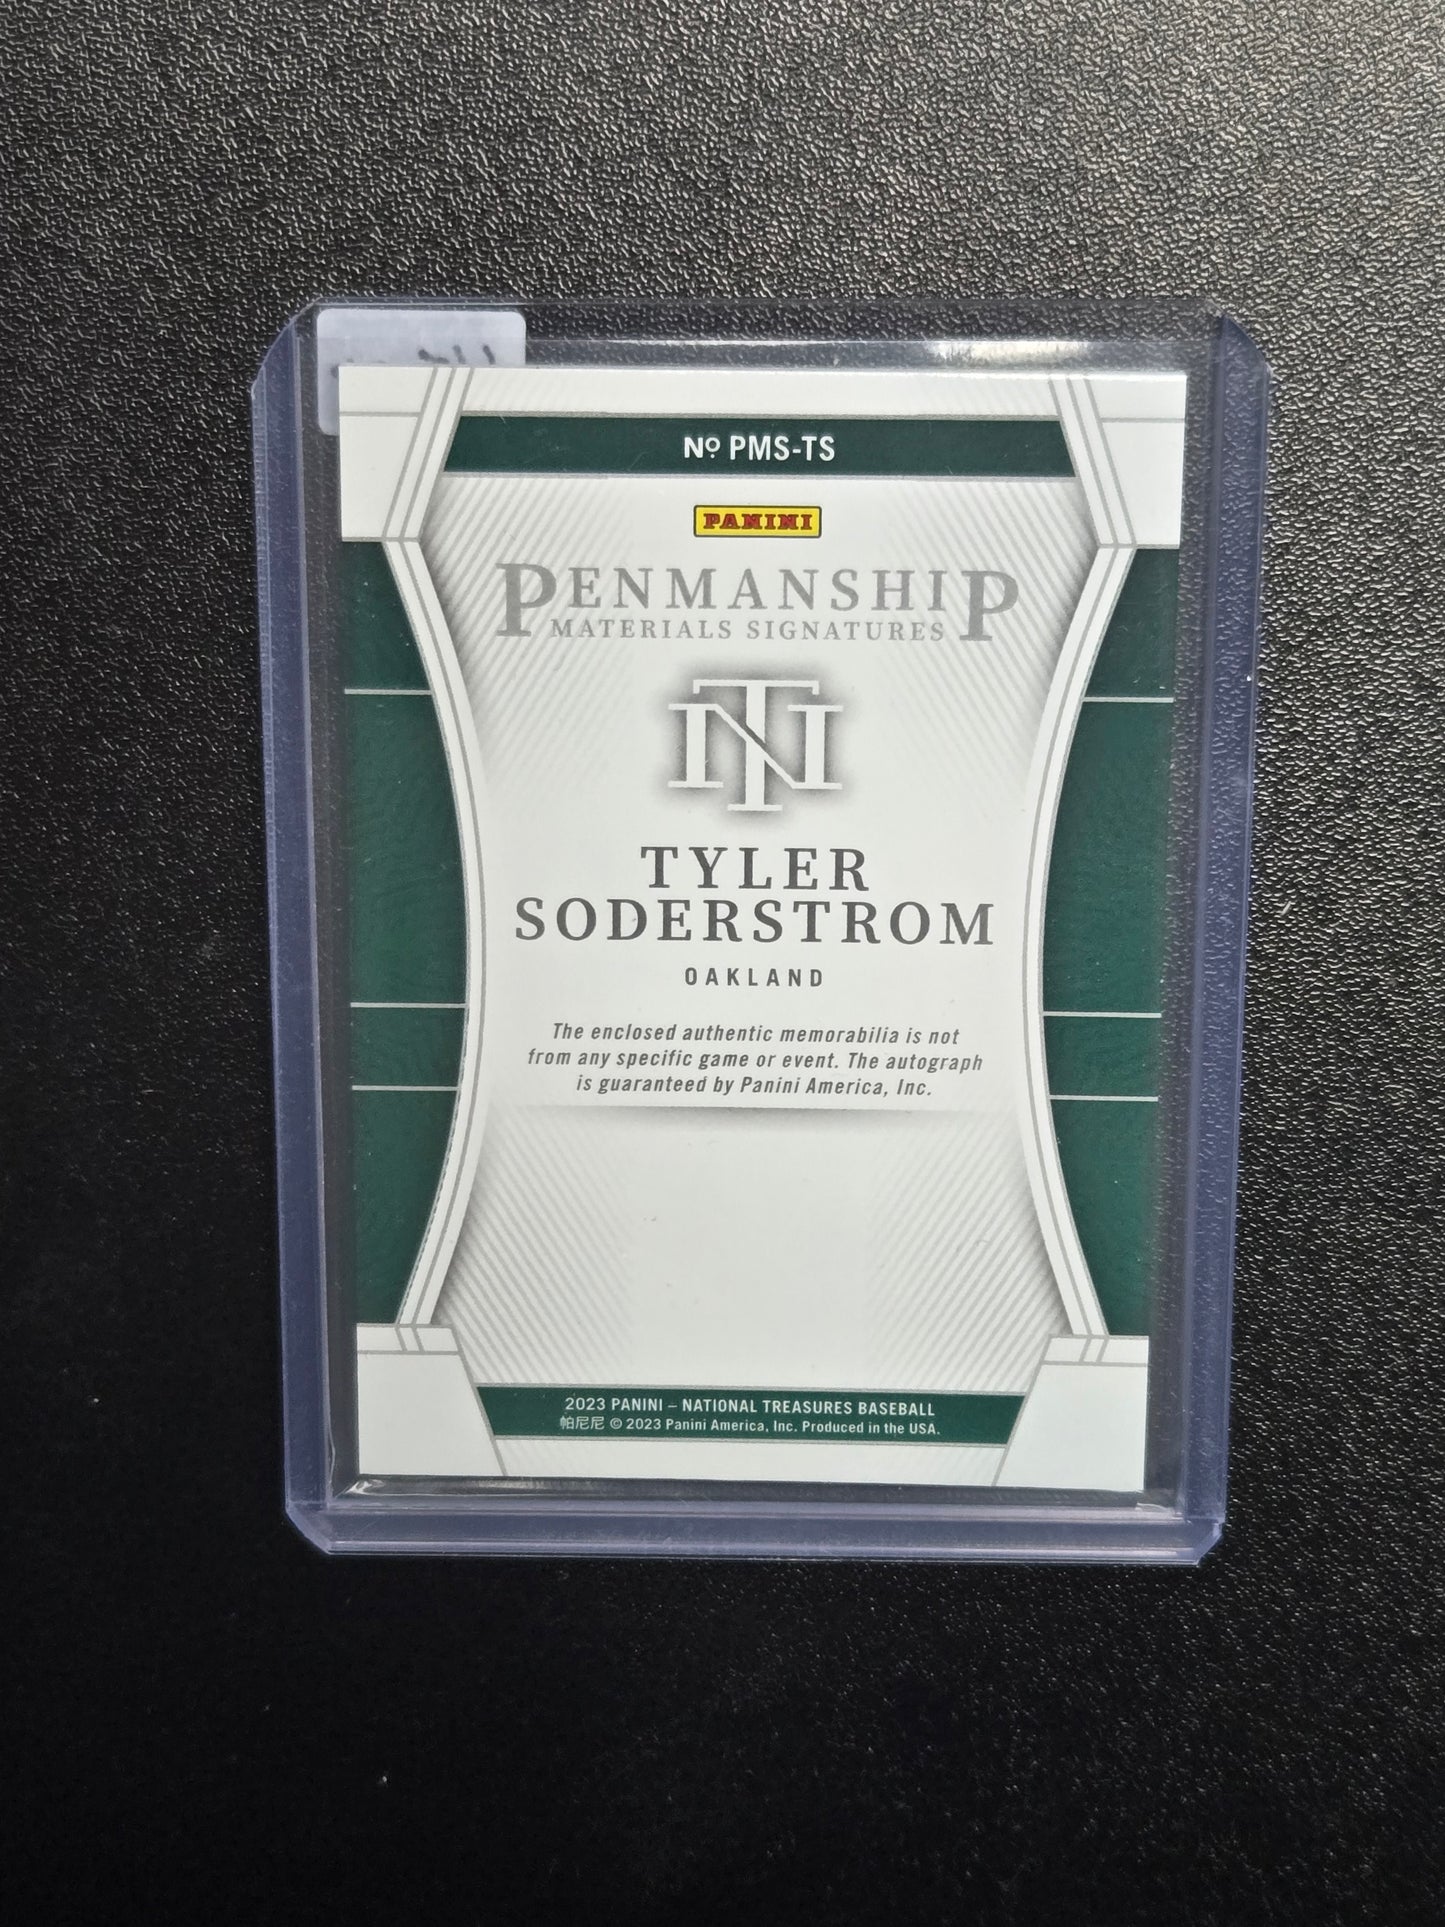 Nº PMS-TS
PANINI
PENMANSHIP
MATERIALS SIGNATURES
NT
TYLER
SODERSTROM
OAKLAND
The enclosed authentic memorabilia is not
from any specific game or event. The autograph
is guaranteed by Panini America, Inc.
2023 PANINI – NATIONAL TREASURES BASEBALL
帕尼尼 © 2023 Panini America, Inc. Produced in the USA.